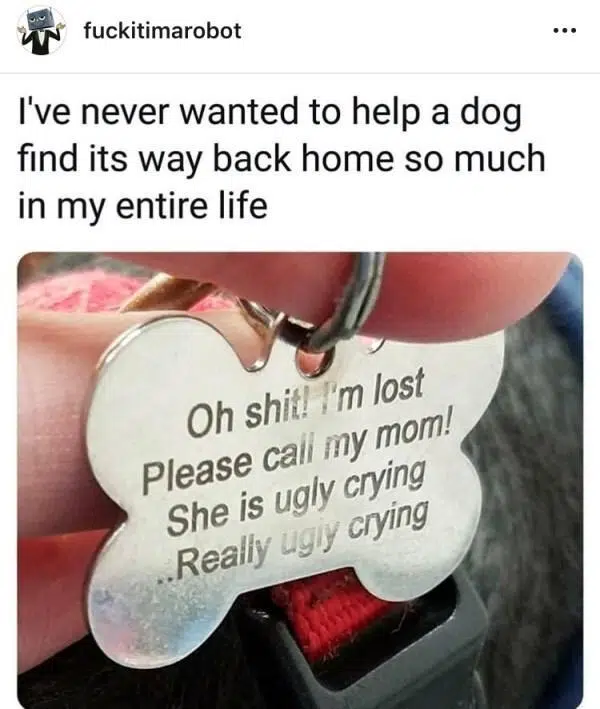 fuckitimarobot
I've never wanted to help a dog
find its way back home so much
in my entire life
Oh shit! I'm lost
Please call my mom!
She is ugly crying
..Really ugly crying